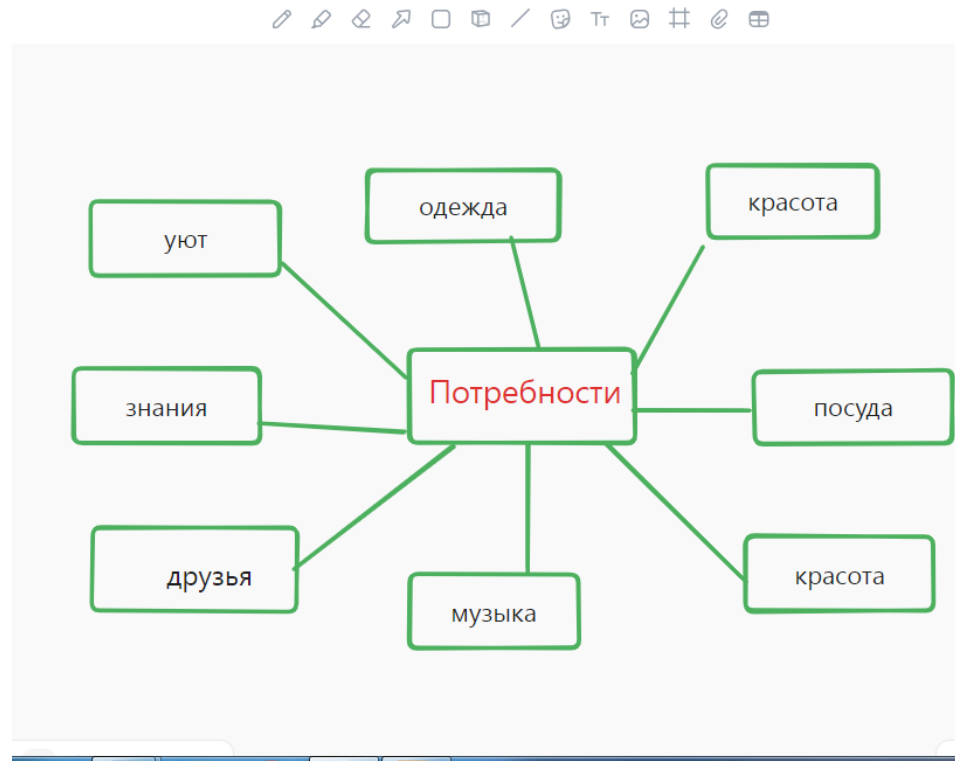 одежда
красота
уют
Потребности
знания
посуда
друзья
красота
музыка